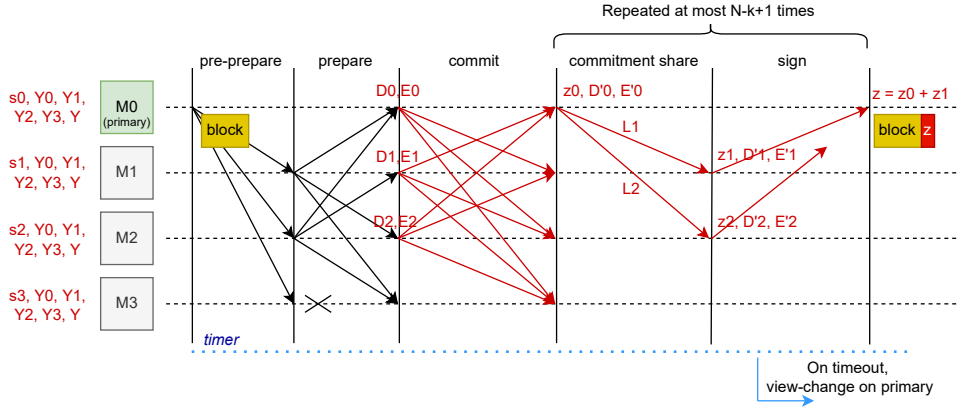 Repeated at most N-k+1 times
pre-prepare
prepare
commit
commitment share
sign
s0, Y0, Y1,
Y2, Y3, Y
M0
(primary)
block
D0,E0
z0, D'0, E'0
L1
z = z0 + z1
block
z
s1, Y0, Y1,
Y2, Y3, Y
M1
D1,E1
z1, D'1, E'1
L2
s2, Y0, Y1,
Y2, Y3, Y
M2
D2,E2
z2, D'2, E'2
s3, Y0, Y1,
Y2, Y3, Y
M3
timer
On timeout,
view-change on primary